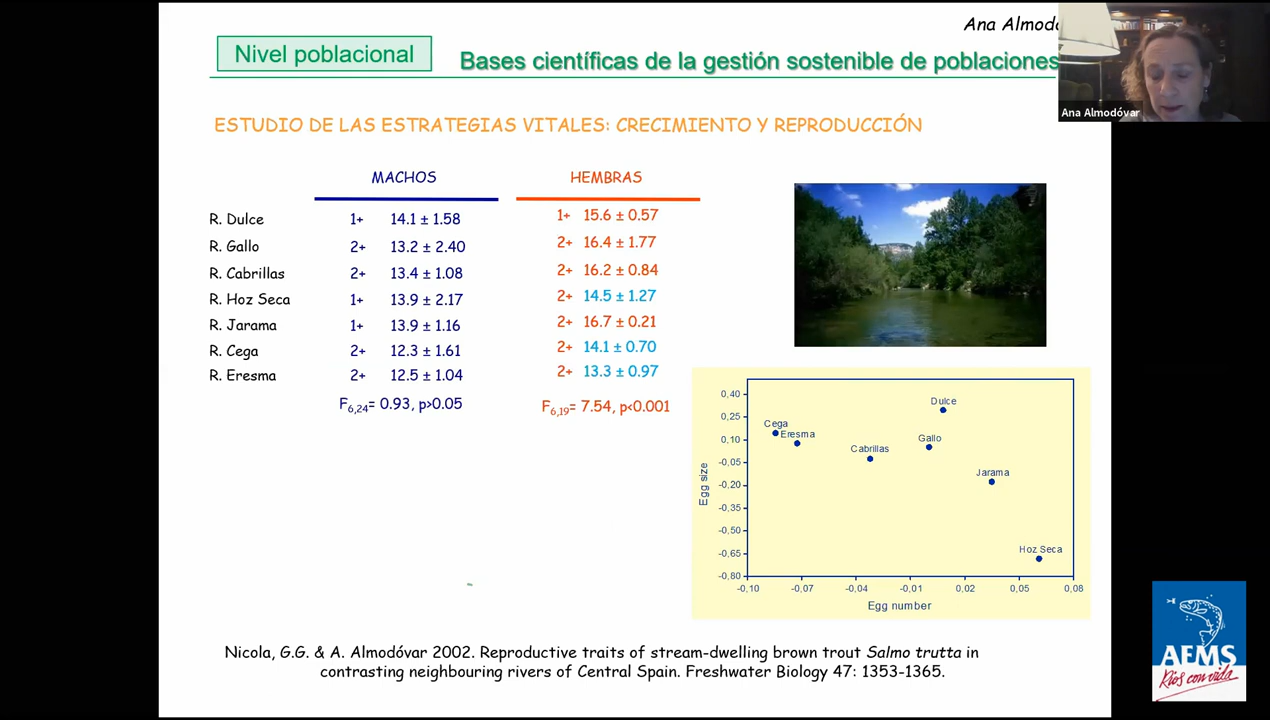 Ana Almodó
Nivel poblacional
Bases científicas de la gestión sostenible de poblaciones
Ana Almodóvar
ESTUDIO DE LAS ESTRATEGIAS VITALES: CRECIMIENTO Y REPRODUCCIÓN
MACHOS HEMBRAS
R. Dulce 1+ 14.1 ± 1.58 1+ 15.6 ± 0.57
R. Gallo 2+ 13.2 ± 2.40 2+ 16.4 ± 1.77
R. Cabrillas 2+ 13.4 ± 1.08 2+ 16.2 ± 0.84
R. Hoz Seca 1+ 13.9 ± 2.17 2+ 14.5 ± 1.27
R. Jarama 1+ 13.9 ± 1.16 2+ 16.7 ± 0.21
R. Cega 2+ 12.3 ± 1.61 2+ 14.1 ± 0.70
R. Eresma 2+ 12.5 ± 1.04 2+ 13.3 ± 0.97
F6,24= 0.93, p>0.05 F6,19= 7.54, p<0.001
Egg size
0,40
0,25
0,10
-0,05
-0,20
-0,35
-0,50
-0,65
-0,80
Dulce
Cega
Eresma
Gallo
Cabrillas
Jarama
Hoz Seca
-0,10 -0,07 -0,04 -0,01 0,02 0,05 0,08
Egg number
Nicola, G.G. & A. Almodóvar 2002. Reproductive traits of stream-dwelling brown trout Salmo trutta in
contrasting neighbouring rivers of Central Spain. Freshwater Biology 47: 1353-1365.
AEMS
Ríos con vida